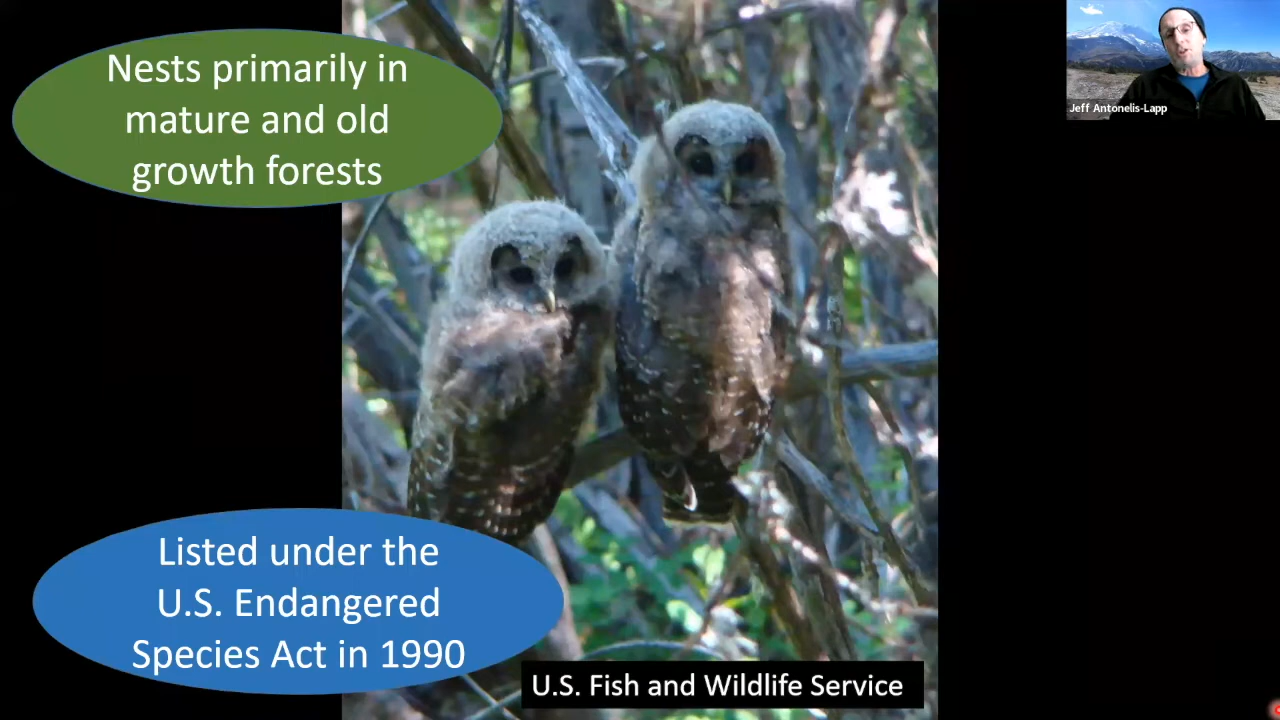 Nests primarily in
mature and old
growth forests
Jeff Antonelis-Lapp
Listed under the
U.S. Endangered
Species Act in 1990
U.S. Fish and Wildlife Service